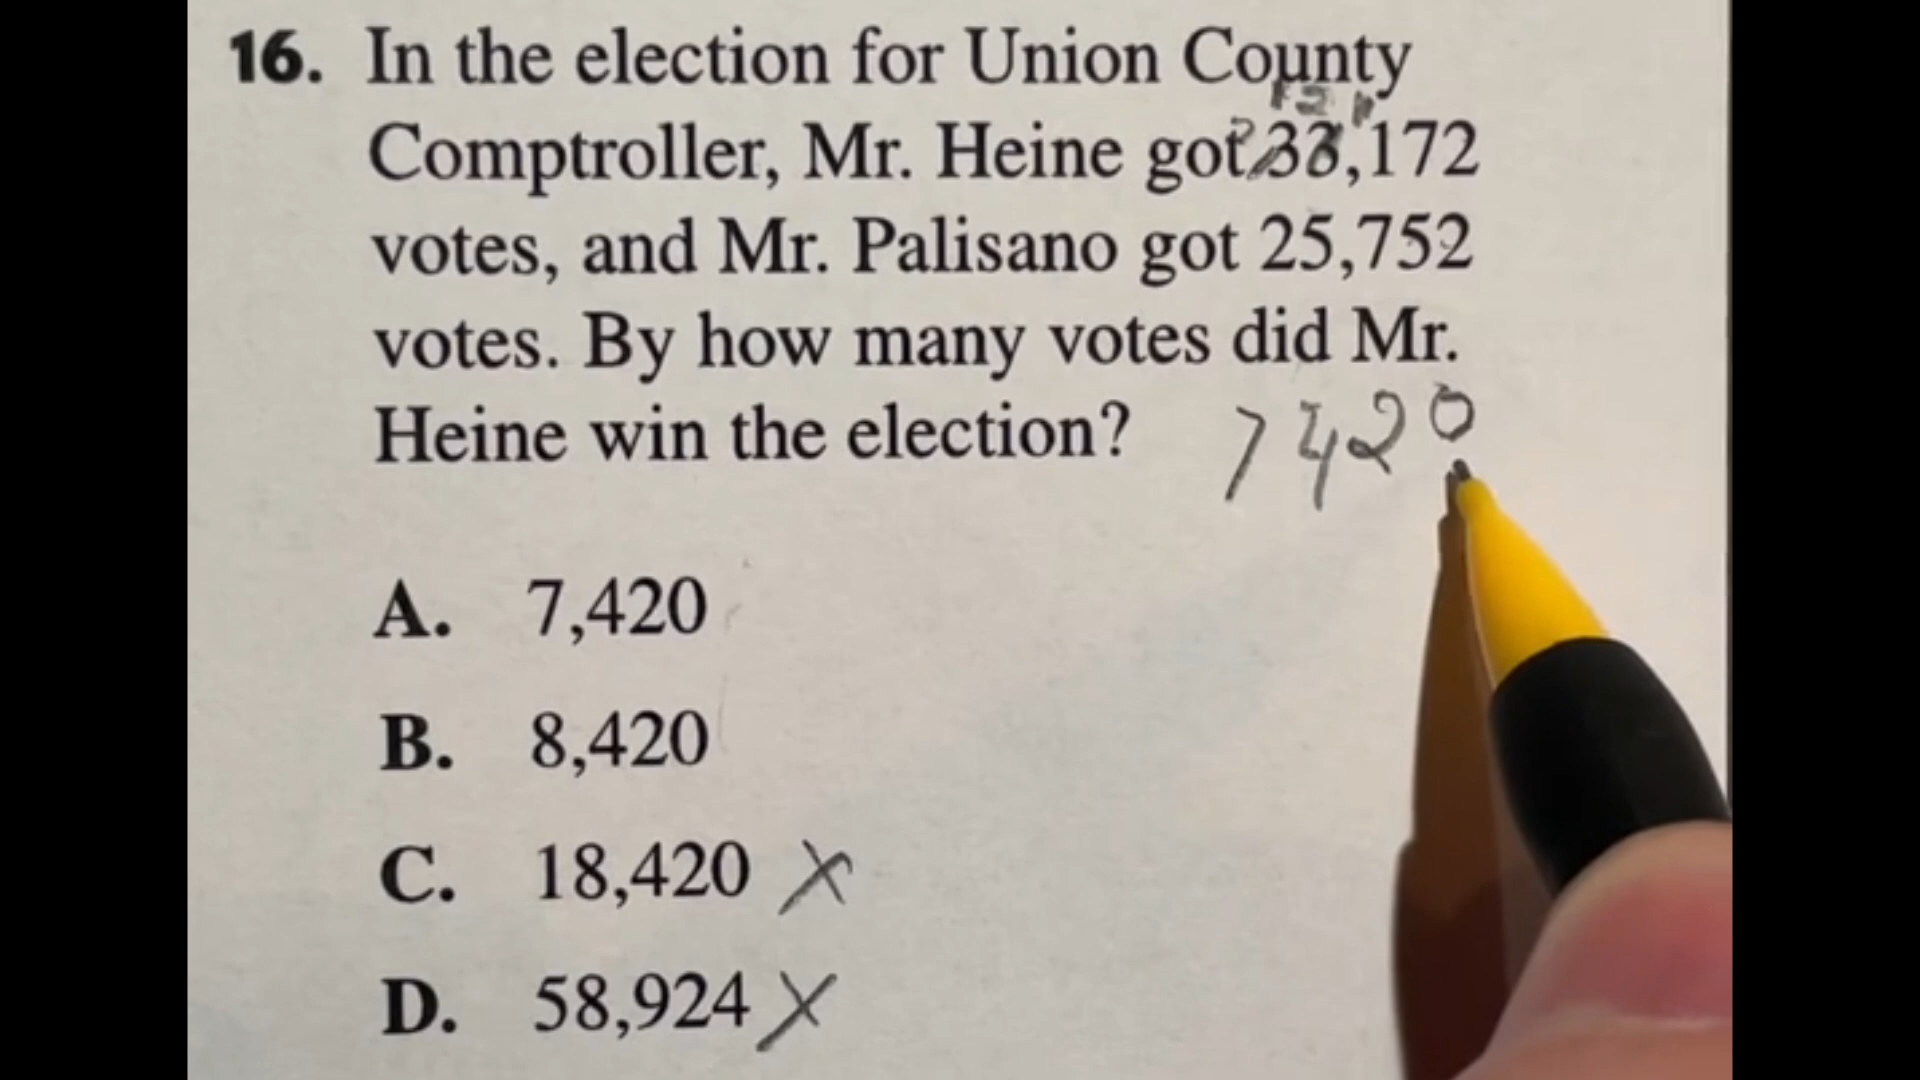 16. In the election for Union County
Comptroller, Mr. Heine got 33,172
votes, and Mr. Palisano got 25,752
votes. By how many votes did Mr.
Heine win the election? 7420
A. 7,420
B. 8,420
C. 18,420 X
D. 58,924 X